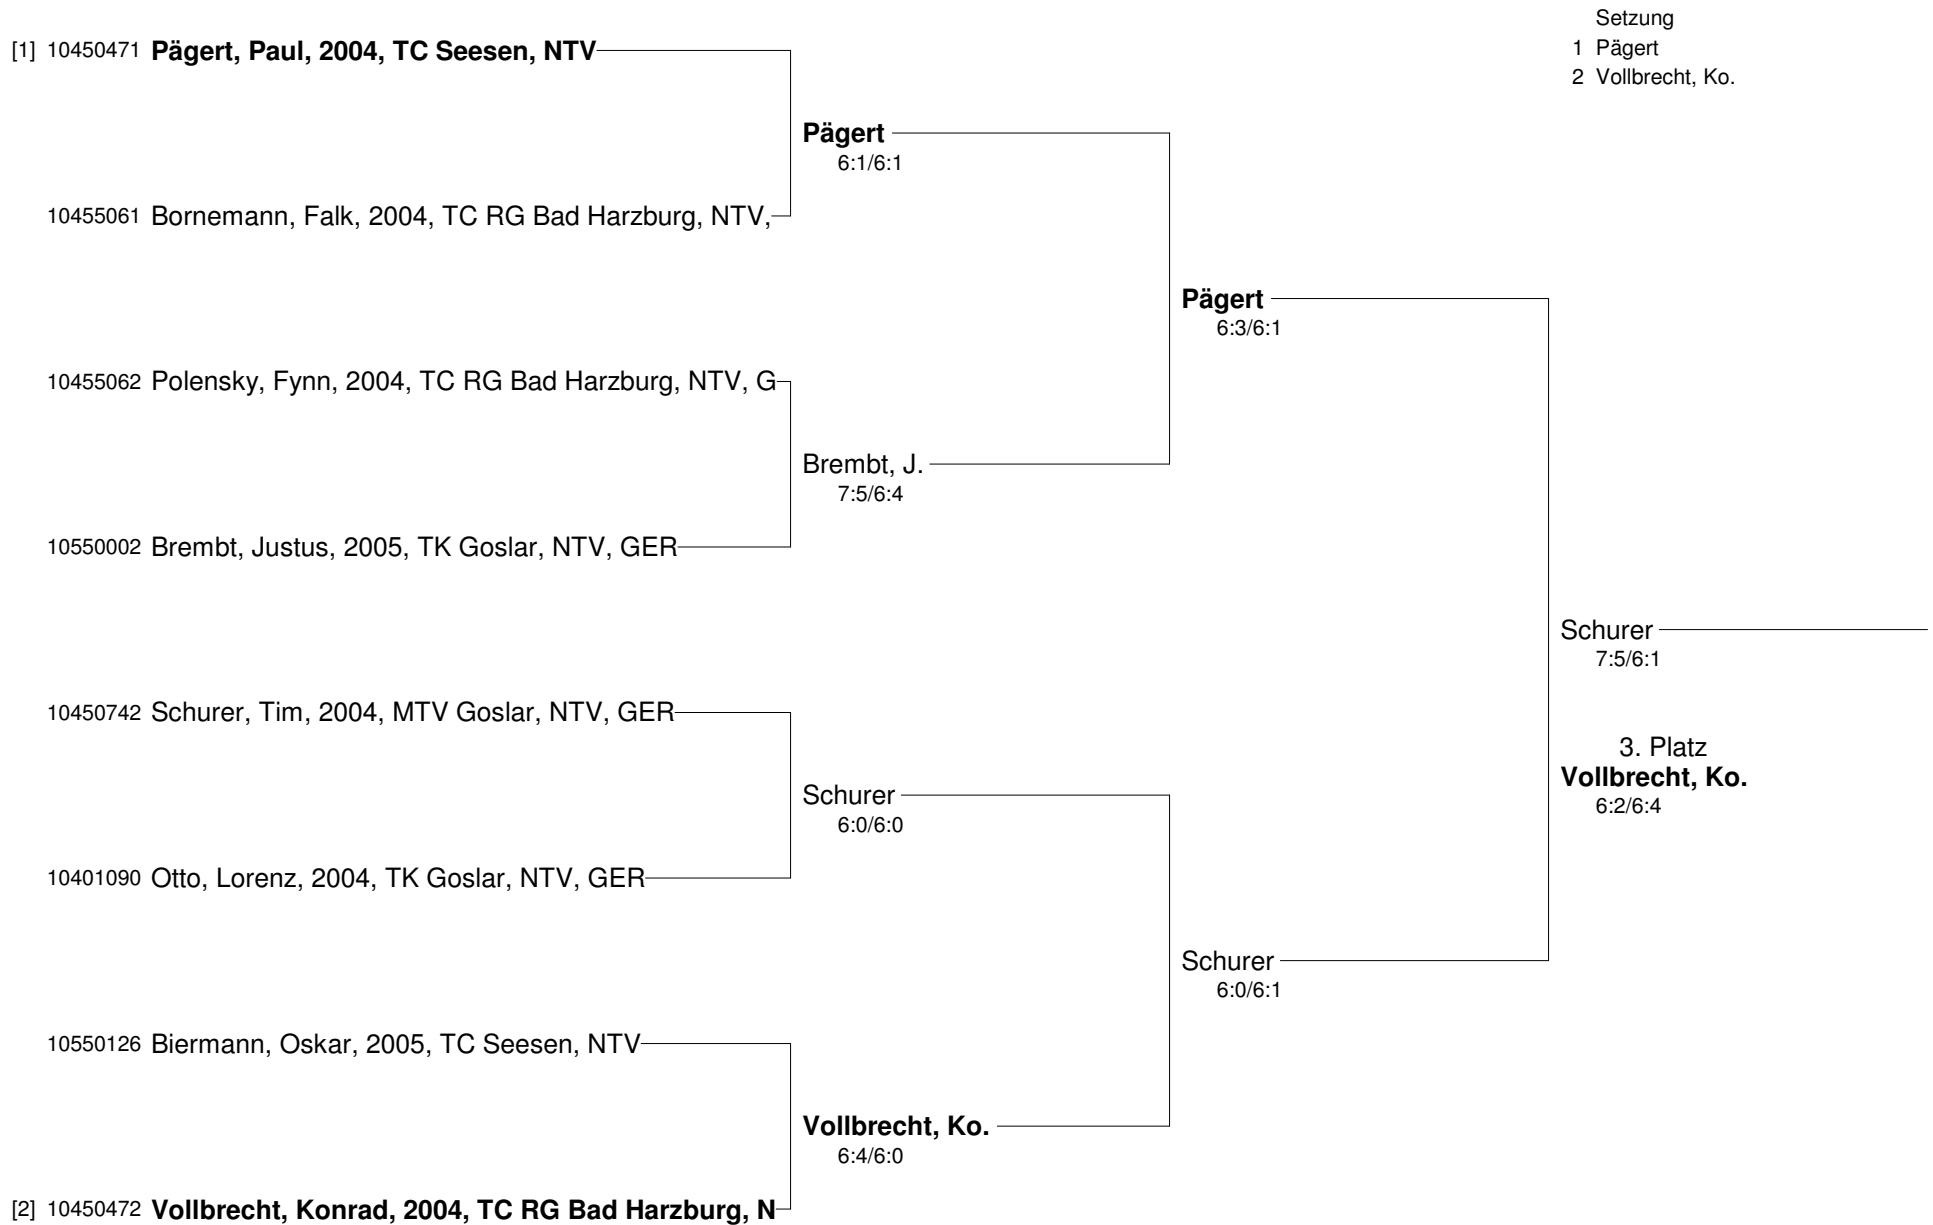 Setzung
1 Pägert
2 Vollbrecht, Ko.
[1] 10450471 Pägert, Paul, 2004, TC Seesen, NTV
Pägert
6:1/6:1
10455061 Bornemann, Falk, 2004, TC RG Bad Harzburg, NTV,
Pägert
6:3/6:1
10455062 Polensky, Fynn, 2004, TC RG Bad Harzburg, NTV, G
Brembt, J.
7:5/6:4
10550002 Brembt, Justus, 2005, TK Goslar, NTV, GER
Schurer
7:5/6:1
10450742 Schurer, Tim, 2004, MTV Goslar, NTV, GER
3. Platz
Vollbrecht, Ko.
6:2/6:4
Schurer
6:0/6:0
10401090 Otto, Lorenz, 2004, TK Goslar, NTV, GER
Schurer
6:0/6:1
10550126 Biermann, Oskar, 2005, TC Seesen, NTV
Vollbrecht, Ko.
6:4/6:0
[2] 10450472 Vollbrecht, Konrad, 2004, TC RG Bad Harzburg, N